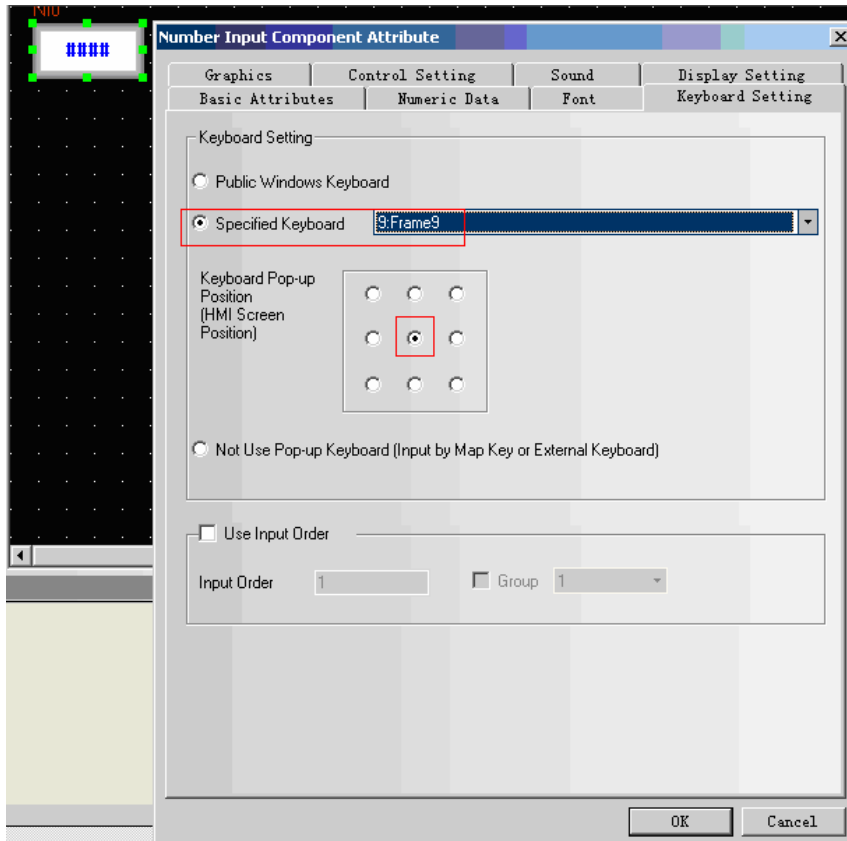 NI0
####
Number Input Component Attribute
Graphics Control Setting Sound Display Setting
Basic Attributes Numeric Data Font Keyboard Setting
Keyboard Setting
Public Windows Keyboard
Specified Keyboard 9:Frame9
Keyboard Pop-up
Position
(HMI Screen
Position)
Not Use Pop-up Keyboard (Input by Map Key or External Keyboard)
Use Input Order
Input Order 1 Group 1
OK Cancel